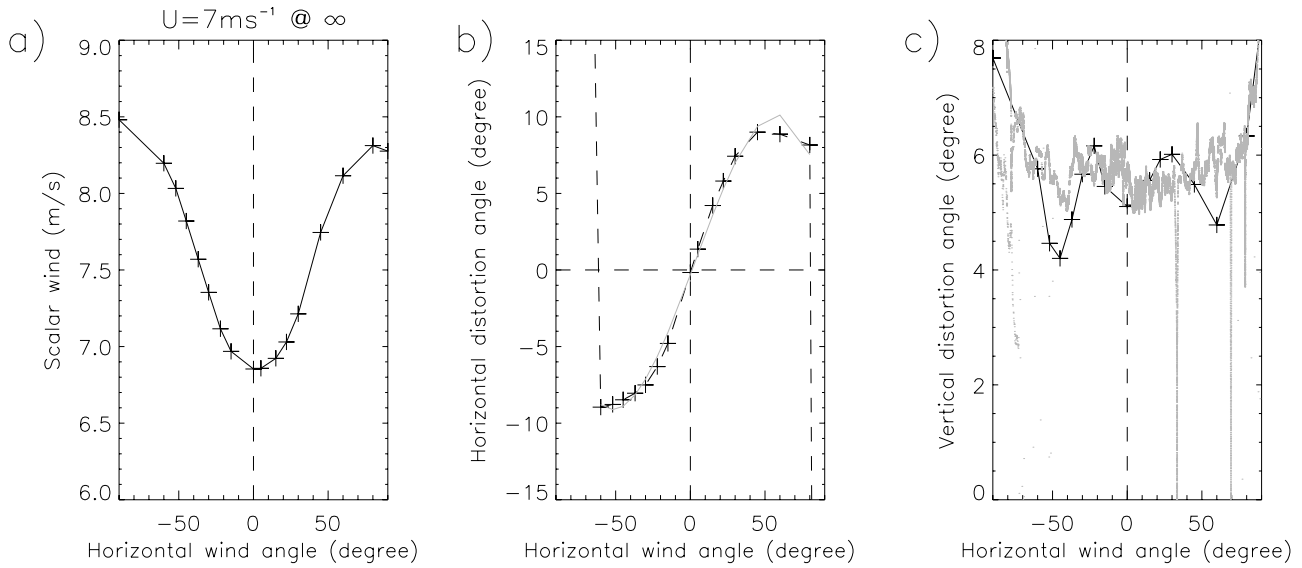 U=7ms⁻¹ @ ∞
a)
9.0
8.5
8.0
7.5
7.0
6.5
6.0
Scalar wind (m/s)
−50 0 50
Horizontal wind angle (degree)
b)
15
10
5
0
−5
−10
−15
Horizontal distortion angle (degree)
−50 0 50
Horizontal wind angle (degree)
c)
8
6
4
2
0
Vertical distortion angle (degree)
−50 0 50
Horizontal wind angle (degree)